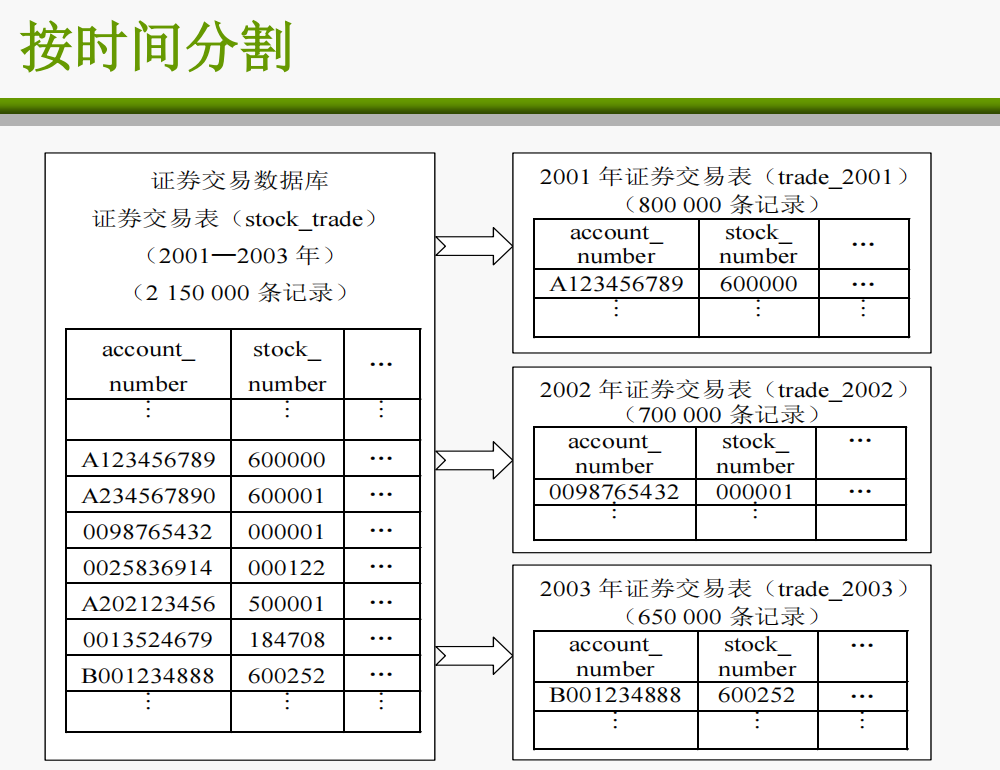 按时间分割
证券交易数据库
证券交易表（stock_trade）
（2001—2003 年）
（2 150 000 条记录）
account_ stock_ …
number number
⋮ ⋮ ⋮
A123456789 600000 …
A234567890 600001 …
0098765432 000001 …
0025836914 000122 …
A202123456 500001 …
0013524679 184708 …
B001234888 600252 …
⋮ ⋮ ⋮
2001 年证券交易表（trade_2001）
（800 000 条记录）
account_ stock_ …
number number
A123456789 600000 …
⋮ ⋮ ⋮
2002 年证券交易表（trade_2002）
（700 000 条记录）
account_ stock_ …
number number
0098765432 000001 …
⋮ ⋮
2003 年证券交易表（trade_2003）
（650 000 条记录）
account_ stock_ …
number number
B001234888 600252 …
⋮ ⋮ ⋮